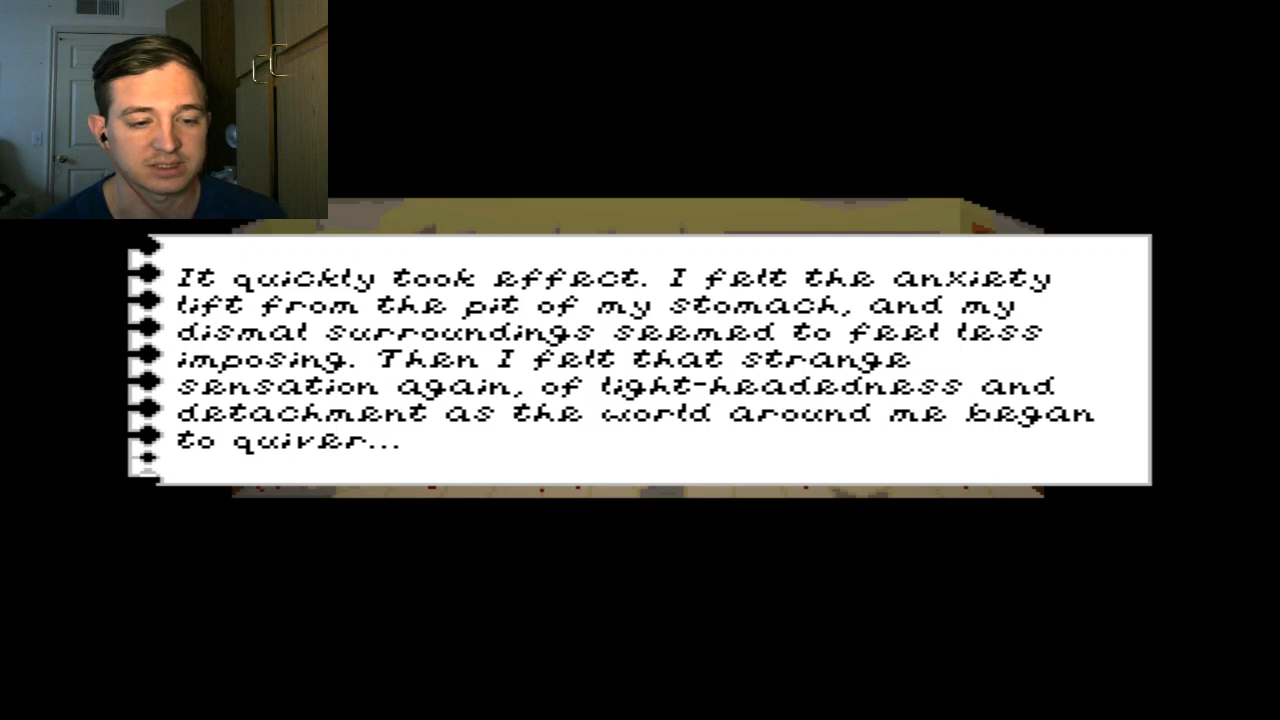 It quickly took effect. I felt the anxiety
lift from the pit of my stomach, and my
dismal surroundings seemed to feel less
imposing. Then I felt that strange
sensation again, of light-headedness and
detachment as the world around me began
to quiver...